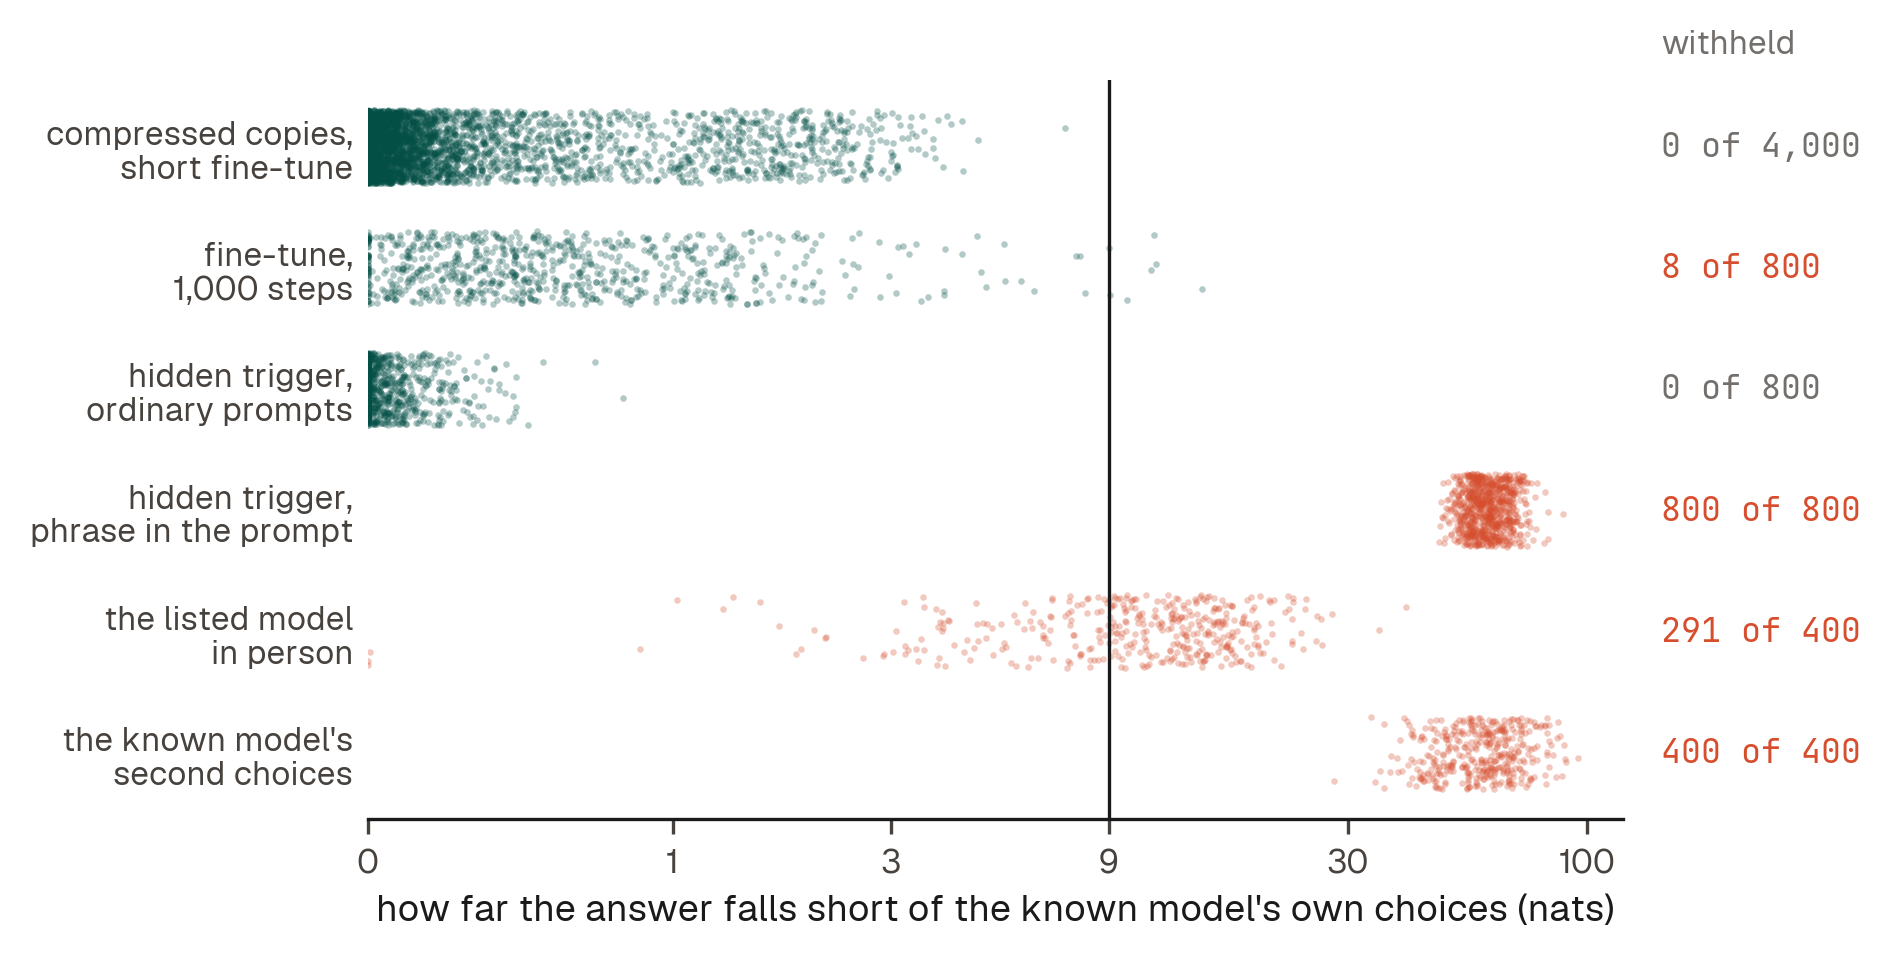 withheld
compressed copies,
short fine-tune
0 of 4,000
fine-tune,
1,000 steps
8 of 800
hidden trigger,
ordinary prompts
0 of 800
hidden trigger,
phrase in the prompt
800 of 800
the listed model
in person
291 of 400
the known model's
second choices
400 of 400
0 1 3 9 30 100
how far the answer falls short of the known model's own choices (nats)